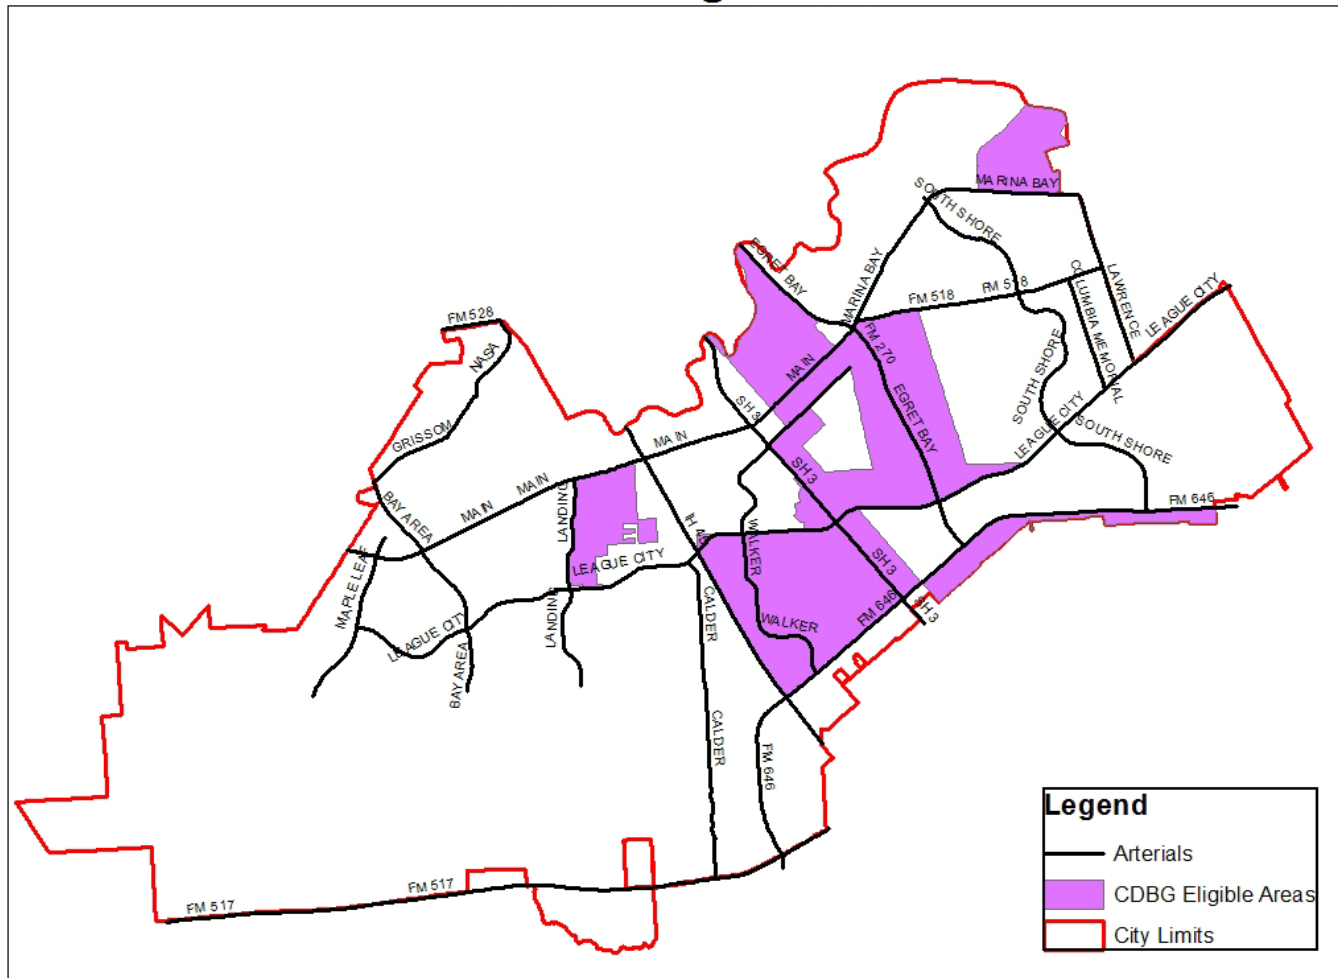 MARINA BAY
SOUTH SHORE
EGRET BAY
MARINA BAY
FM 518
FM 518
COLUMBIA MEMORIAL
LAWRENCE
LEAGUE CITY
FM 528
NASA
FM 270
MAIN
SH 3
EGRET BAY
SOUTH SHORE
GRISSOM
MAIN
LEAGUE CITY
SOUTH SHORE
MAIN
MAIN
BAY AREA
LANDING
SH 3
FM 646
WALKER
LEAGUE CITY
SH 3
MAPLE LEAF
CALDER
WALKER
FM 646
SH 3
LEAGUE CITY
LANDING
BAY AREA
CALDER
FM 646
FM 517
FM 517
Legend
Arterials
CDBG Eligible Areas
City Limits